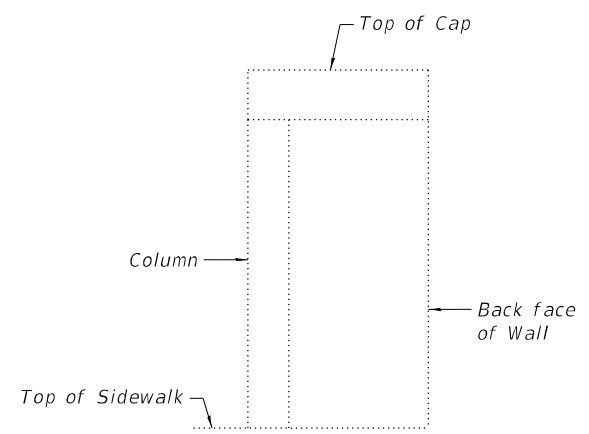 Top of Cap
Column
Back face
of Wall
Top of Sidewalk